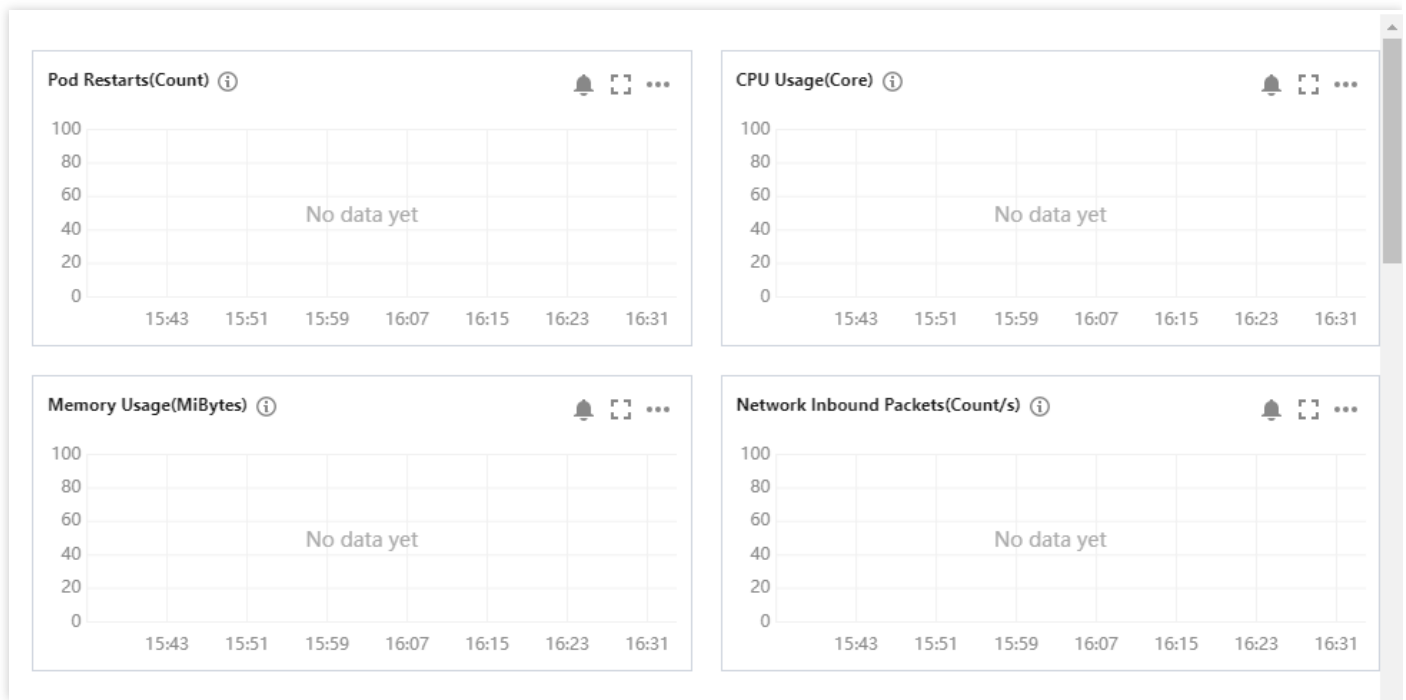 Pod Restarts(Count)
100
80
60
40
20
0
No data yet
15:43 15:51 15:59 16:07 16:15 16:23 16:31
CPU Usage(Core)
100
80
60
40
20
0
No data yet
15:43 15:51 15:59 16:07 16:15 16:23 16:31
Memory Usage(MiBytes)
100
80
60
40
20
0
No data yet
15:43 15:51 15:59 16:07 16:15 16:23 16:31
Network Inbound Packets(Count/s)
100
80
60
40
20
0
No data yet
15:43 15:51 15:59 16:07 16:15 16:23 16:31